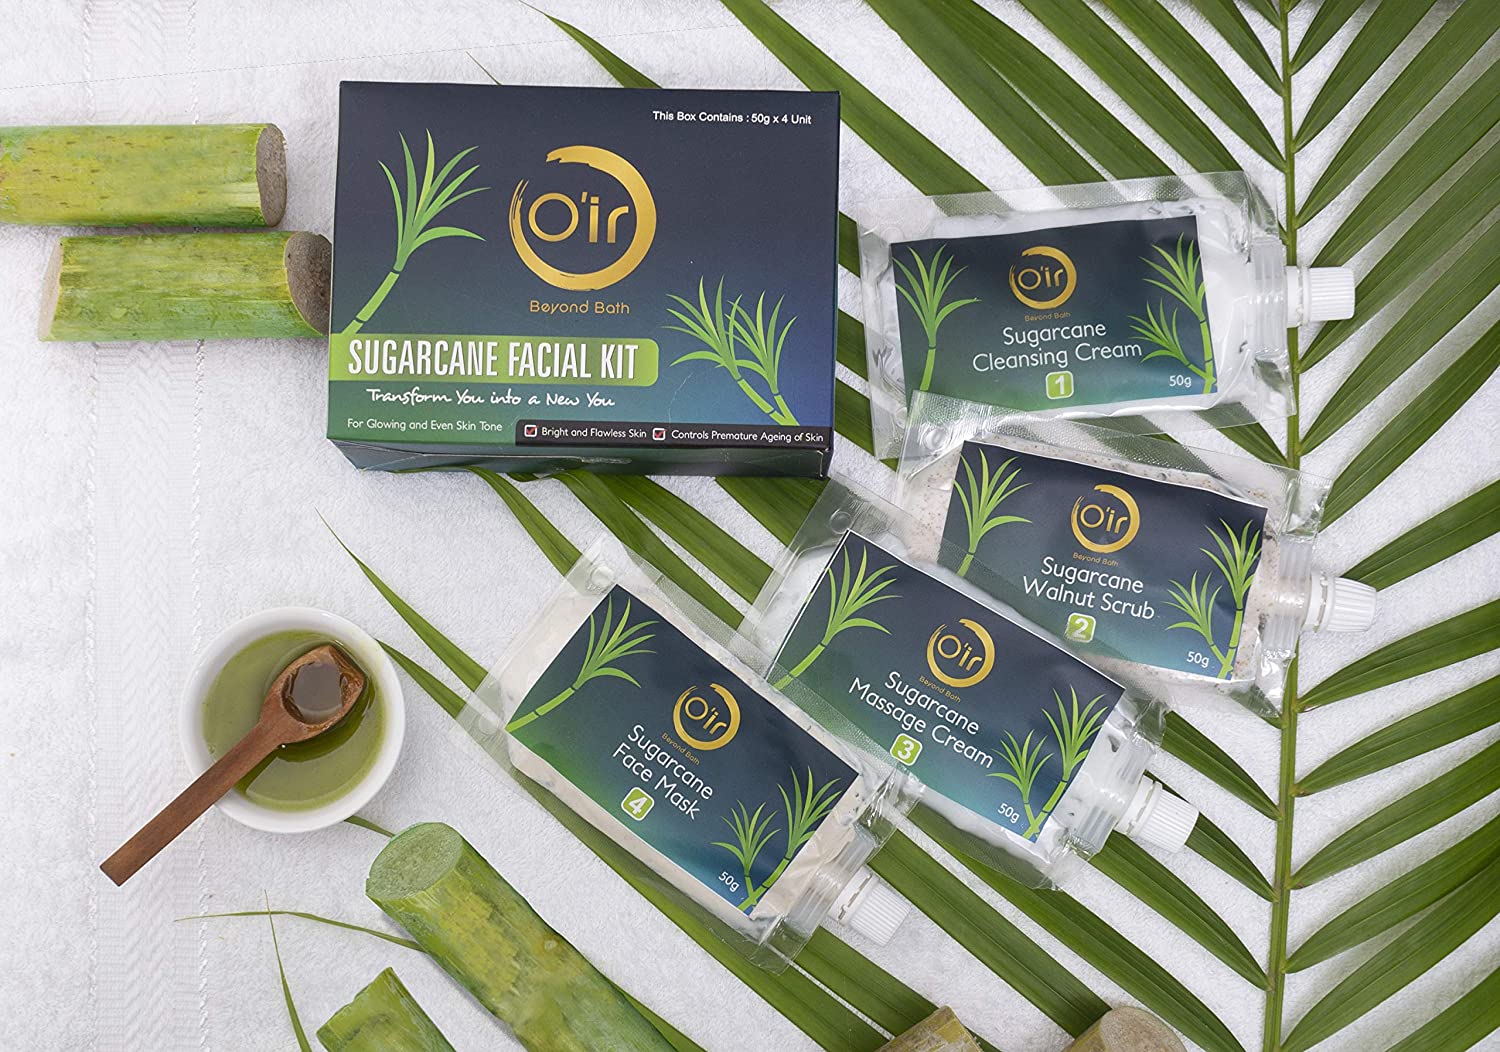 This Box Contains : 50g x 4 Unit
O'ir
Beyond Bath
SUGARCANE FACIAL KIT
Transform You into a New You
For Glowing and Even Skin Tone
Bright and Flawless Skin
Controls Premature Ageing of Skin
O'ir
Beyond Bath
Sugarcane
Cleansing Cream
1
50g
O'ir
Beyond Bath
Sugarcane
Walnut Scrub
2
50g
O'ir
Beyond Bath
Sugarcane
Massage Cream
3
50g
O'ir
Beyond Bath
Sugarcane
Face Mask
4
50g